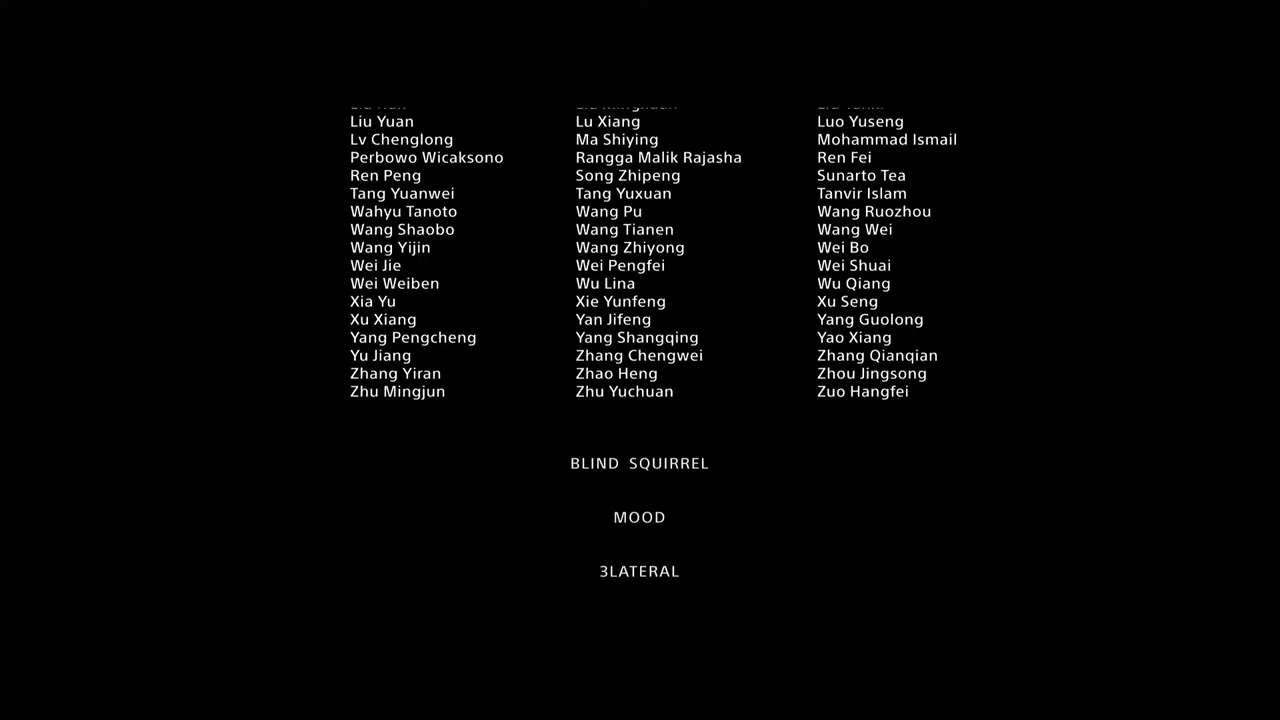 Liu Yuan Lu Xiang Luo Yuseng
Lv Chenglong Ma Shiying Mohammad Ismail
Perbowo Wicaksono Rangga Malik Rajasha Ren Fei
Ren Peng Song Zhipeng Sunarto Tea
Tang Yuanwei Tang Yuxuan Tanvir Islam
Wahyu Tanoto Wang Pu Wang Ruozhou
Wang Shaobo Wang Tianen Wang Wei
Wang Yijin Wang Zhiyong Wei Bo
Wei Jie Wei Pengfei Wei Shuai
Wei Weiben Wu Lina Wu Qiang
Xia Yu Xie Yunfeng Xu Seng
Xu Xiang Yan Jifeng Yang Guolong
Yang Pengcheng Yang Shangqing Yao Xiang
Yu Jiang Zhang Chengwei Zhang Qianqian
Zhang Yiran Zhao Heng Zhou Jingsong
Zhu Mingjun Zhu Yuchuan Zuo Hangfei
BLIND SQUIRREL
MOOD
3LATERAL